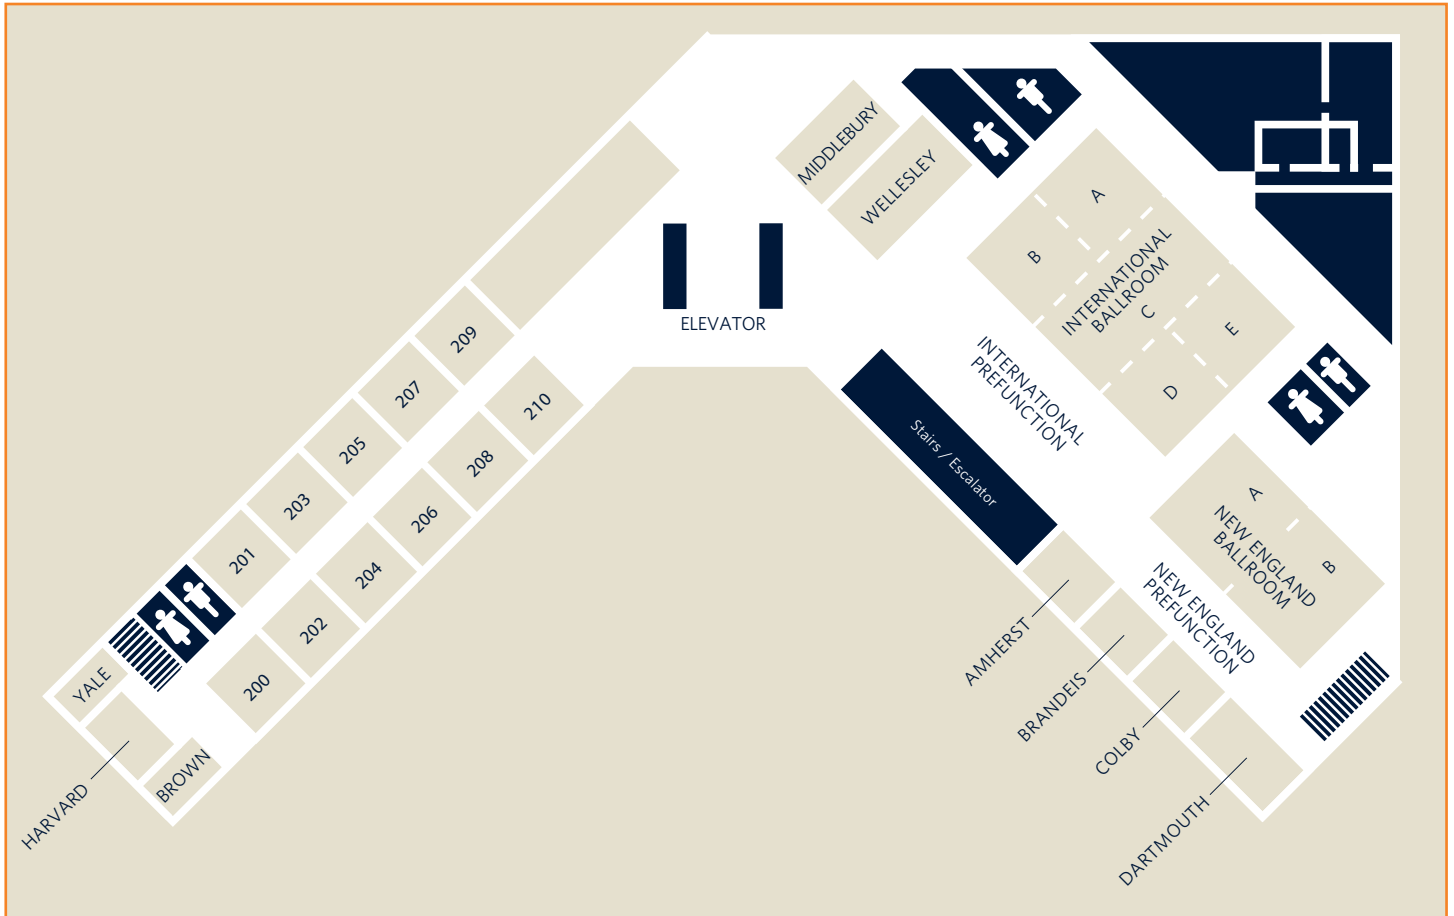 MIDDLEBURY
WELLESLEY
A
B
INTERNATIONAL
BALLROOM
C
E
D
ELEVATOR
INTERNATIONAL
PREFUNCTION
Stairs / Escalator
209
207
205
203
201
210
208
206
204
202
200
YALE
HARVARD
BROWN
A
NEW ENGLAND
BALLROOM
B
NEW ENGLAND
PREFUNCTION
AMHERST
BRANDEIS
COLBY
DARTMOUTH